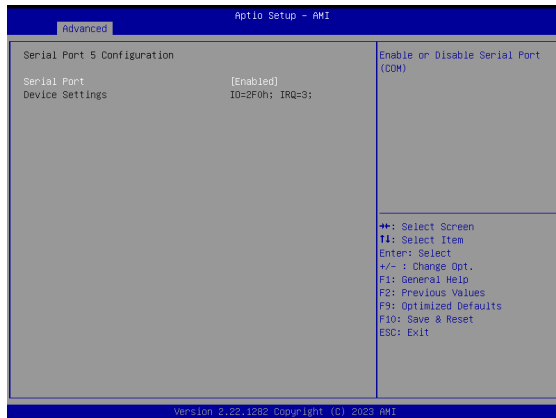 Aptio Setup - AMI
Advanced
Serial Port 5 Configuration
Serial Port [Enabled]
Device Settings IO=2F0h; IRQ=3;
Enable or Disable Serial Port
(COM)
→←: Select Screen
↑↓: Select Item
Enter: Select
+/- : Change Opt.
F1: General Help
F2: Previous Values
F9: Optimized Defaults
F10: Save & Reset
ESC: Exit
Version 2.22.1282 Copyright (C) 2023 AMI